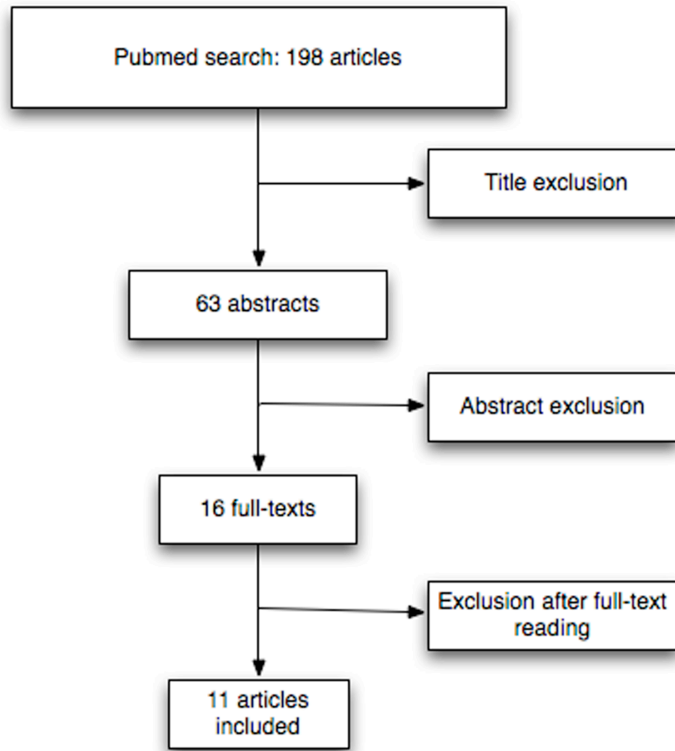 Pubmed search: 198 articles
Title exclusion
63 abstracts
Abstract exclusion
16 full-texts
Exclusion after full-text
reading
11 articles
included